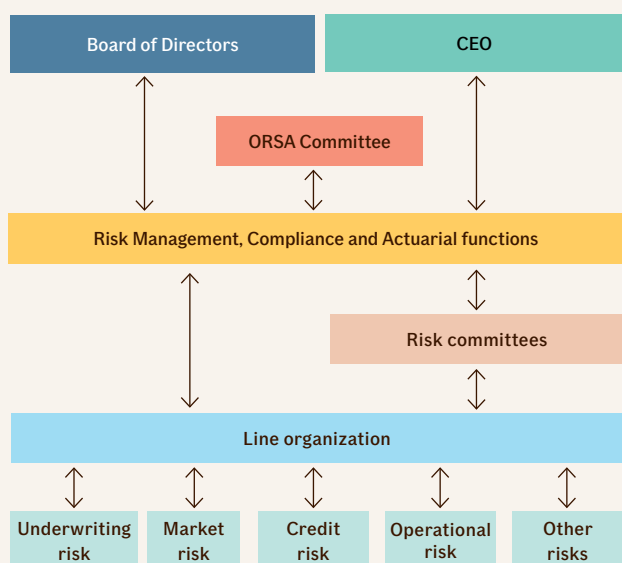 Board of Directors
CEO
ORSA Committee
Risk Management, Compliance and Actuarial functions
Risk committees
Line organization
Underwriting
risk
Market
risk
Credit
risk
Operational
risk
Other
risks